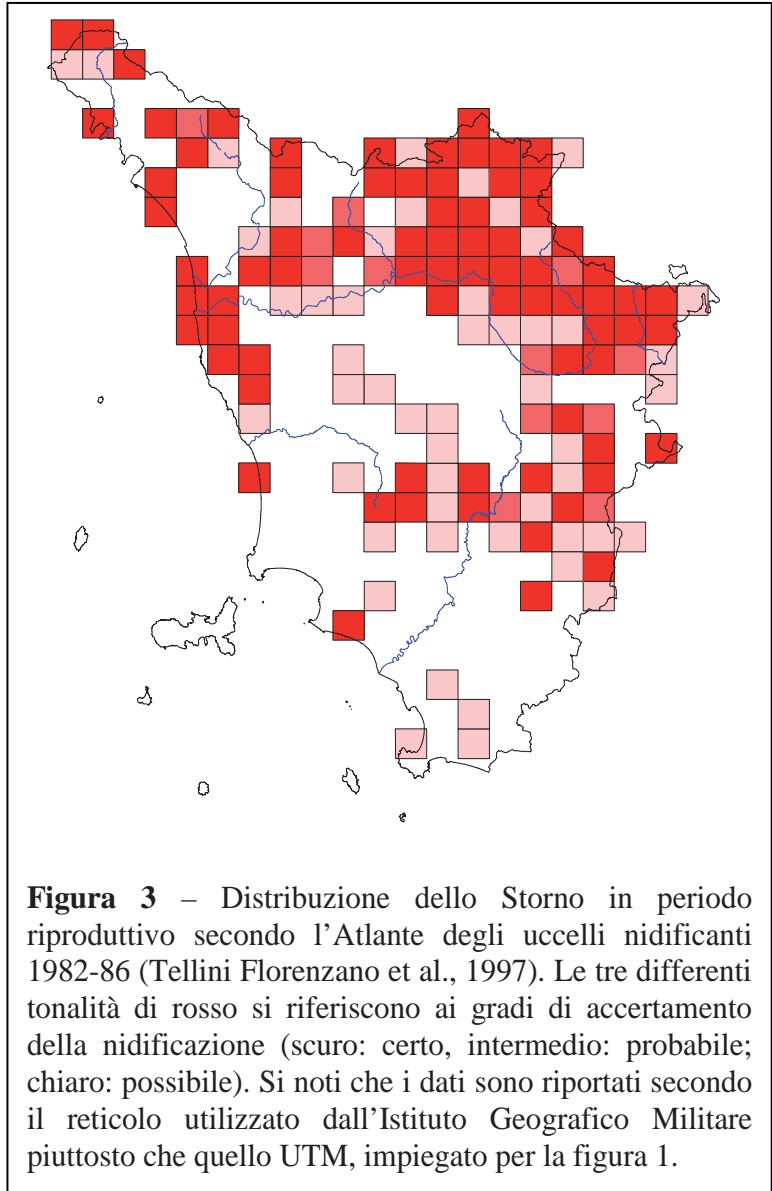 Figura 3 – Distribuzione dello Storno in periodo
riproduttivo secondo l'Atlante degli uccelli nidificanti
1982-86 (Tellini Florenzano et al., 1997). Le tre differenti
tonalità di rosso si riferiscono ai gradi di accertamento
della nidificazione (scuro: certo, intermedio: probabile;
chiaro: possibile). Si noti che i dati sono riportati secondo
il reticolo utilizzato dall'Istituto Geografico Militare
piuttosto che quello UTM, impiegato per la figura 1.